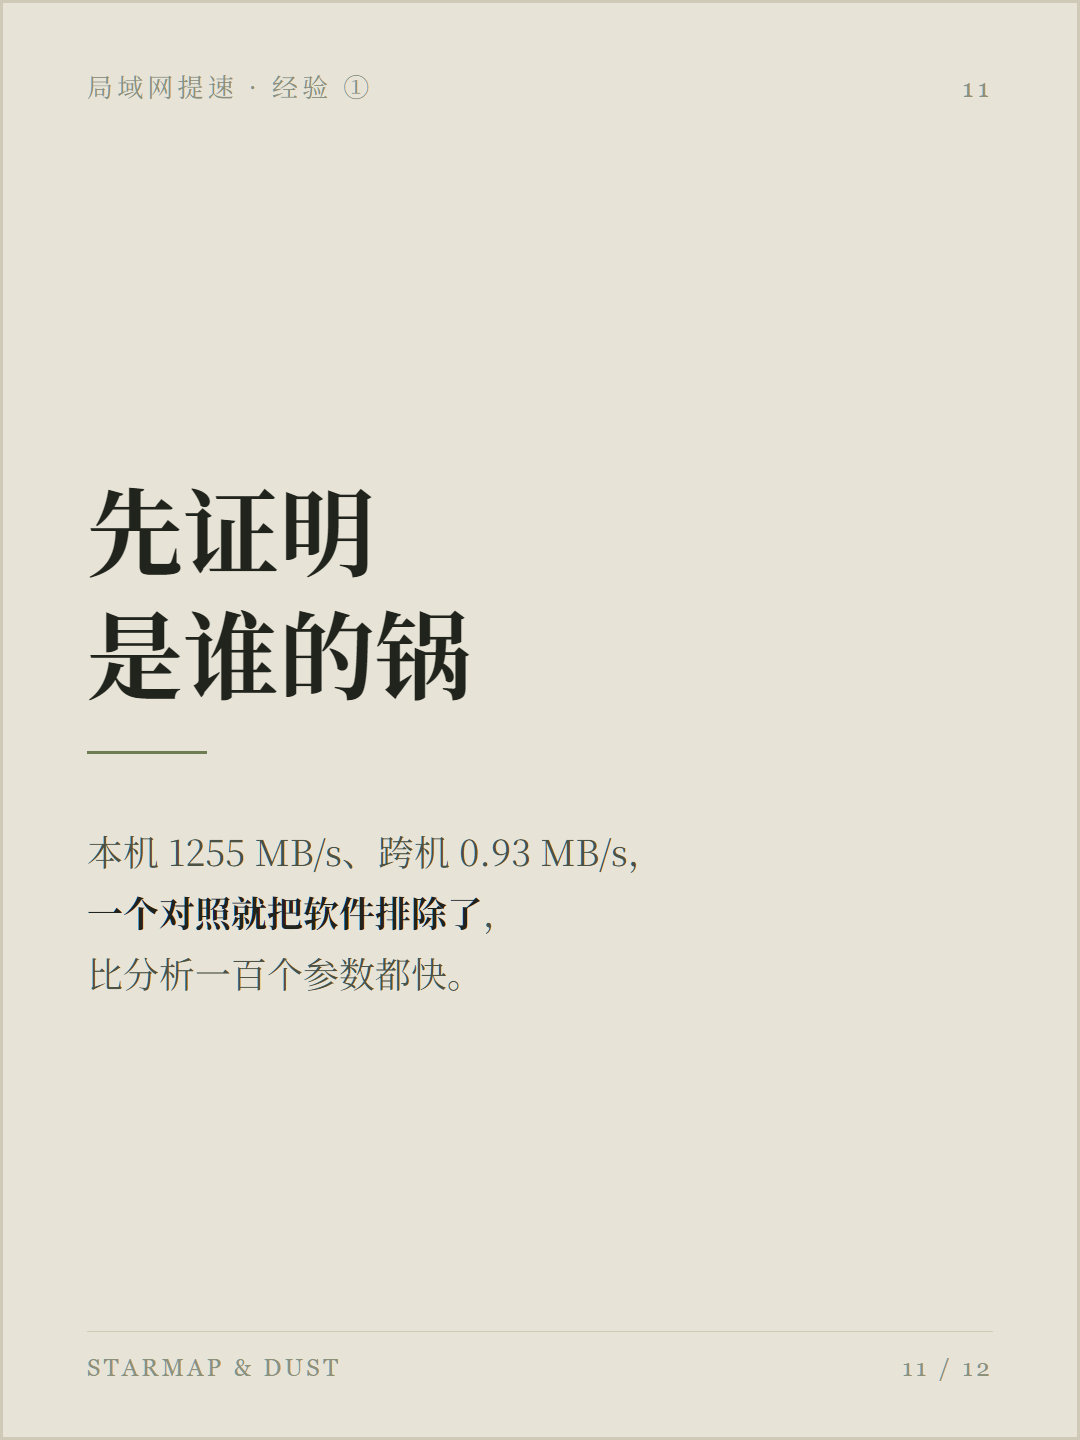 局域网提速 · 经验 ①
11
先证明
是谁的锅
本机 1255 MB/s、跨机 0.93 MB/s，
一个对照就把软件排除了，
比分析一百个参数都快。
STARMAP & DUST
11 / 12